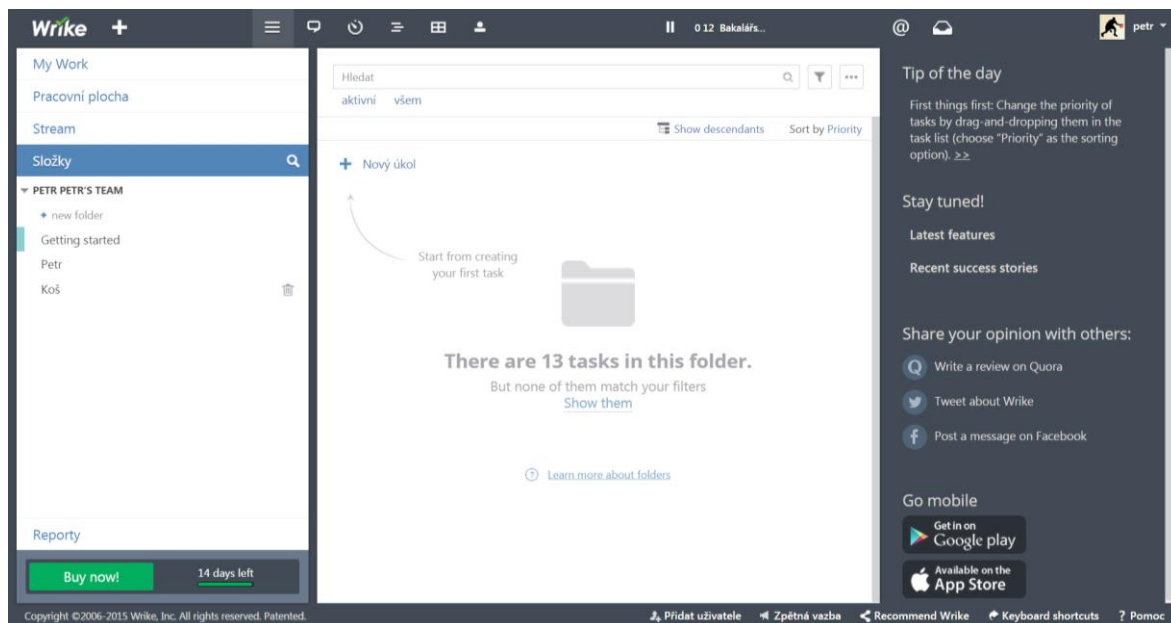 Wrike
0 12 Bakalářs...
petr
My Work
Pracovní plocha
Stream
Složky
PETR PETR'S TEAM
+ new folder
Getting started
Petr
Koš
Reporty
Buy now!
14 days left
Hledat
aktivní všem
Show descendants Sort by Priority
+ Nový úkol
Start from creating
your first task
There are 13 tasks in this folder.
But none of them match your filters
Show them
? Learn more about folders
Tip of the day
First things first: Change the priority of
tasks by drag-and-dropping them in the
task list (choose "Priority" as the sorting
option). >>
Stay tuned!
Latest features
Recent success stories
Share your opinion with others:
Write a review on Quora
Tweet about Wrike
Post a message on Facebook
Go mobile
Get in on
Google play
Available on the
App Store
Copyright ©2006-2015 Wrike, Inc. All rights reserved. Patented.
Přidat uživatele Zpětná vazba Recommend Wrike Keyboard shortcuts ? Pomoc